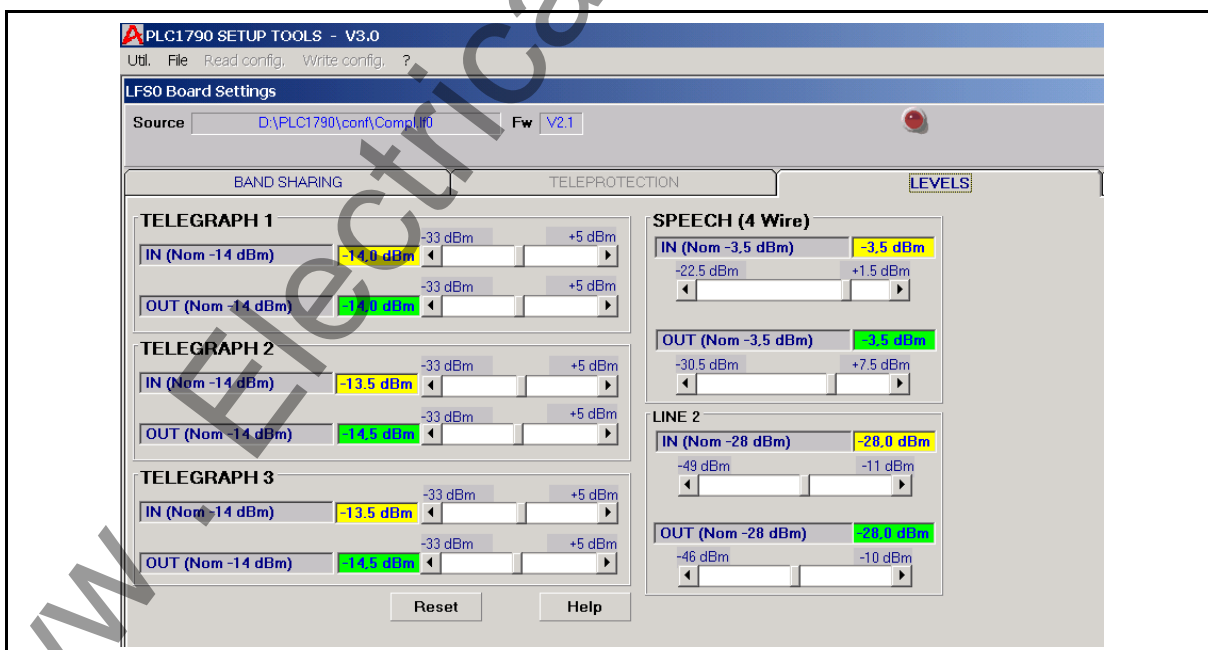 PLC1790 SETUP TOOLS - V3.0
Util. File Read config. Write config. ?
LFS0 Board Settings
Source D:\PLC1790\conf\Compl.lf0 Fw V2.1
BAND SHARING TELEPROTECTION LEVELS
TELEGRAPH 1
-33 dBm +5 dBm
IN (Nom -14 dBm) -14,0 dBm
-33 dBm +5 dBm
OUT (Nom -14 dBm) -14,0 dBm
TELEGRAPH 2
-33 dBm +5 dBm
IN (Nom -14 dBm) -13.5 dBm
-33 dBm +5 dBm
OUT (Nom -14 dBm) -14,5 dBm
TELEGRAPH 3
-33 dBm +5 dBm
IN (Nom -14 dBm) -13.5 dBm
-33 dBm +5 dBm
OUT (Nom -14 dBm) -14,5 dBm
Reset Help
SPEECH (4 Wire)
IN (Nom -3,5 dBm) -3,5 dBm
-22.5 dBm +1.5 dBm
OUT (Nom -3,5 dBm) -3,5 dBm
-30.5 dBm +7.5 dBm
LINE 2
IN (Nom -28 dBm) -28,0 dBm
-49 dBm -11 dBm
OUT (Nom -28 dBm) -28,0 dBm
-46 dBm -10 dBm
www.Electrica